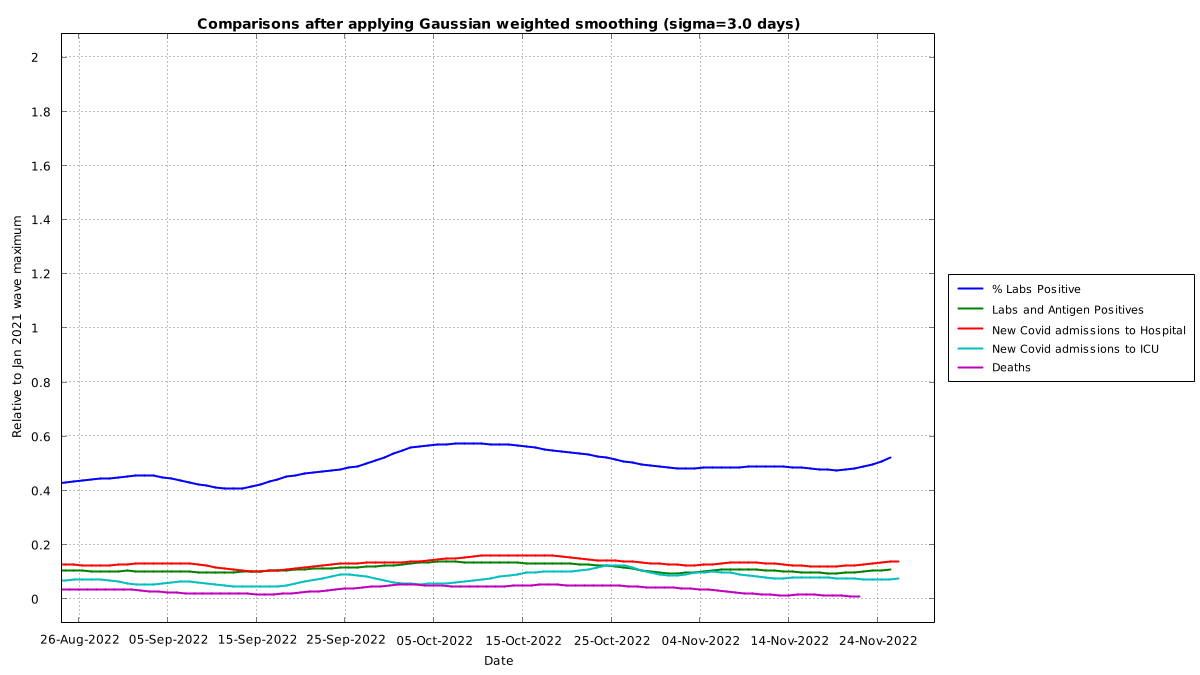 Comparisons after applying Gaussian weighted smoothing (sigma=3.0 days)
Relative to Jan 2021 wave maximum
2
1.8
1.6
1.4
1.2
1
0.8
0.6
0.4
0.2
0
26-Aug-2022
05-Sep-2022
15-Sep-2022
25-Sep-2022
05-Oct-2022
15-Oct-2022
25-Oct-2022
04-Nov-2022
14-Nov-2022
24-Nov-2022
Date
% Labs Positive
Labs and Antigen Positives
New Covid admissions to Hospital
New Covid admissions to ICU
Deaths